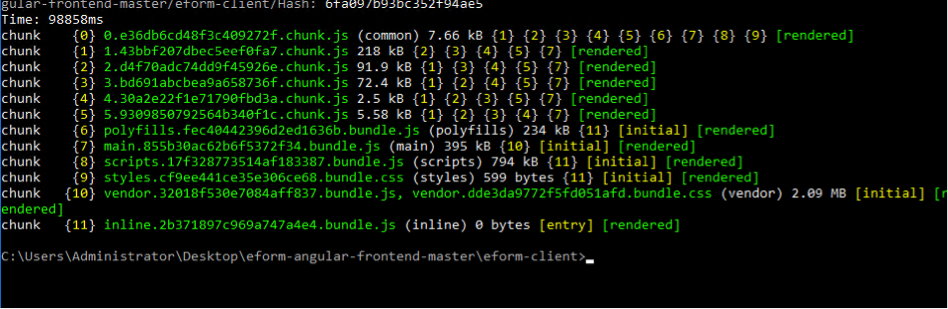 gular-frontend-master/eform-client/Hash: 6fa097b93bc352f94ae5
Time: 98858ms
chunk    {0} 0.e36db6cd48f3c409272f.chunk.js (common) 7.66 kB {1} {2} {3} {4} {5} {6} {7} {8} {9} [rendered]
chunk    {1} 1.43bbf207dbec5eef0fa7.chunk.js 218 kB {2} {3} {4} {5} {7} [rendered]
chunk    {2} 2.d4f70adc74dd9f45926e.chunk.js 91.9 kB {1} {3} {4} {5} {7} [rendered]
chunk    {3} 3.bd691abcbea9a658736f.chunk.js 72.4 kB {1} {2} {4} {5} {7} [rendered]
chunk    {4} 4.30a2e22f1e71790fbd3a.chunk.js 2.5 kB {1} {2} {3} {5} {7} [rendered]
chunk    {5} 5.9309850792564b340f1c.chunk.js 5.58 kB {1} {2} {3} {4} {7} [rendered]
chunk    {6} polyfills.fec40442396d2ed1636b.bundle.js (polyfills) 234 kB {11} [initial] [rendered]
chunk    {7} main.855b30ac62b6f5372f34.bundle.js (main) 395 kB {10} [initial] [rendered]
chunk    {8} scripts.17f328773514af183387.bundle.js (scripts) 794 kB {11} [initial] [rendered]
chunk    {9} styles.cf9ee441ce35e306ce68.bundle.css (styles) 599 bytes {11} [initial] [rendered]
chunk   {10} vendor.32018f530e7084aff837.bundle.js, vendor.dde3da9772f5fd051afd.bundle.css (vendor) 2.09 MB [initial] [r
endered]
chunk   {11} inline.2b371897c969a747a4e4.bundle.js (inline) 0 bytes [entry] [rendered]
C:\Users\Administrator\Desktop\eform-angular-frontend-master\eform-client>_